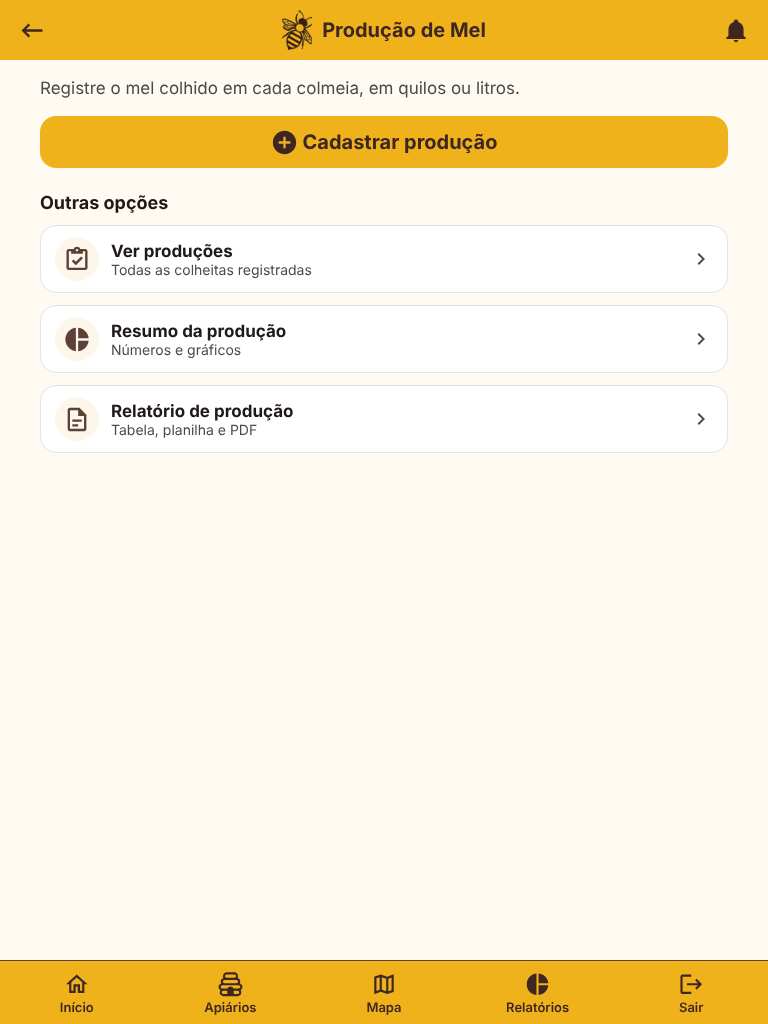 Produção de Mel
Registre o mel colhido em cada colmeia, em quilos ou litros.
Cadastrar produção
Outras opções
Ver produções
Todas as colheitas registradas
Resumo da produção
Números e gráficos
Relatório de produção
Tabela, planilha e PDF
Início
Apiários
Mapa
Relatórios
Sair